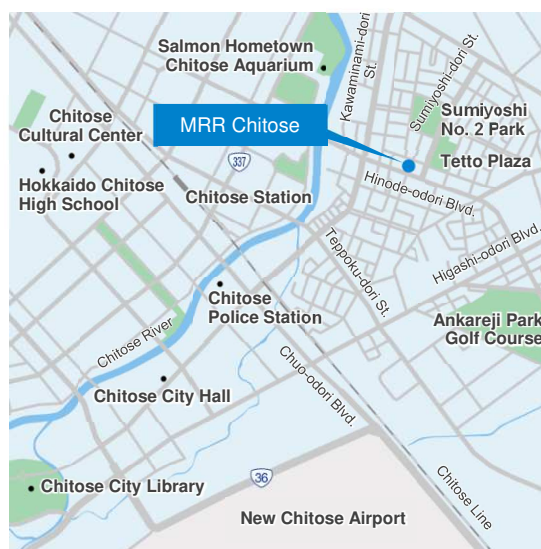 Salmon Hometown
Chitose Aquarium
Kawaminami-dori
St.
Sumiyoshi-dori St.
MRR Chitose
Sumiyoshi
No. 2 Park
Chitose
Cultural Center
337
Tetto Plaza
Hokkaido Chitose
High School
Chitose Station
Hinode-odori Blvd.
Teppoku-dori St.
Higashi-odori Blvd.
Chitose
Police Station
Ankareji Park
Golf Course
Chitose River
Chitose City Hall
Chuo-odori Blvd.
36
Chitose City Library
Chitose Line
New Chitose Airport